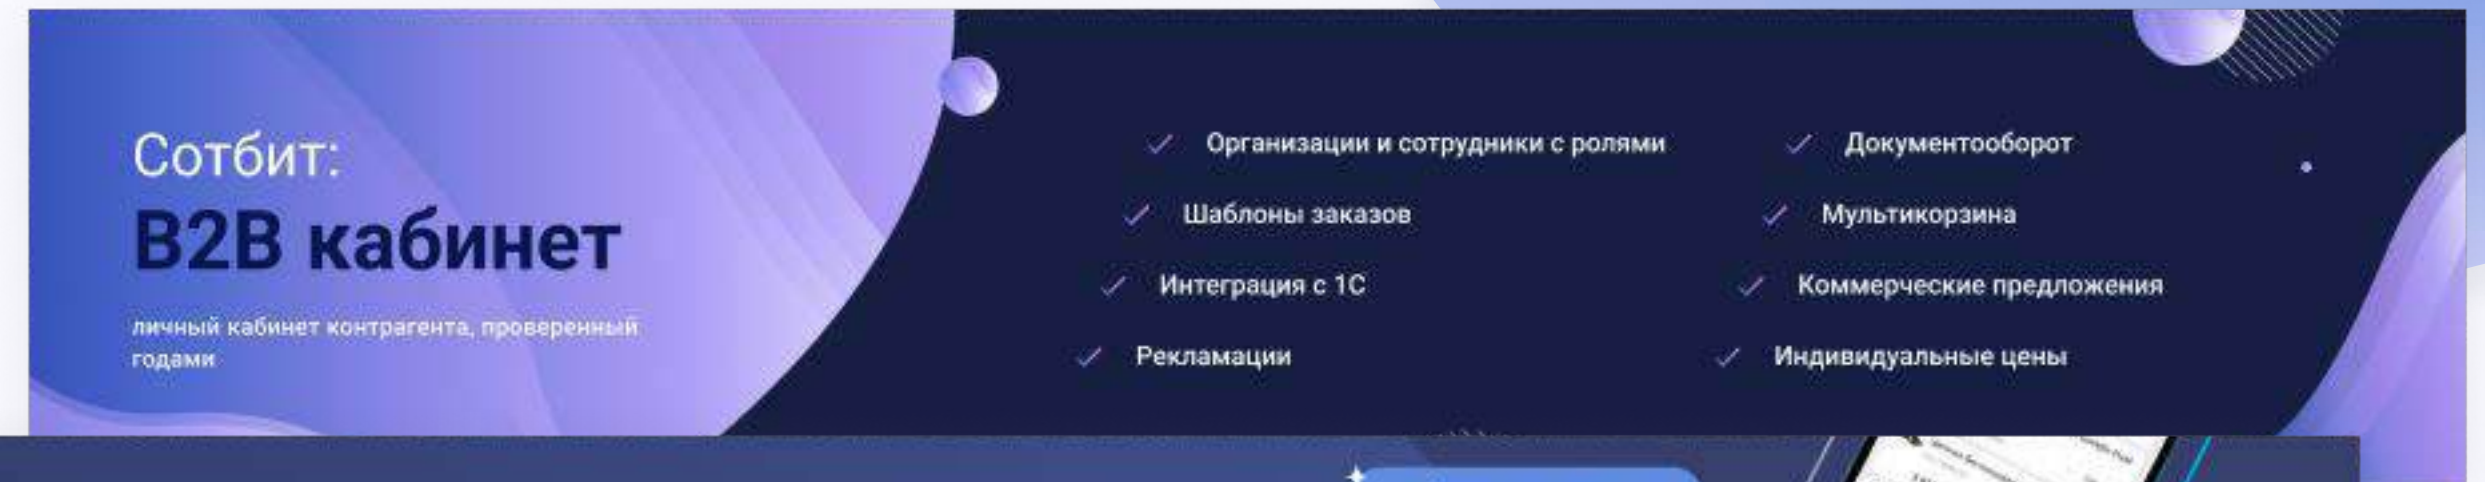 Сотбит:
B2B кабинет
личный кабинет контрагента, проверенный
годами
Организации и сотрудники с ролями
Шаблоны заказов
Интеграция с 1С
Рекламации
Документооборот
Мультикорзина
Коммерческие предложения
Индивидуальные цены